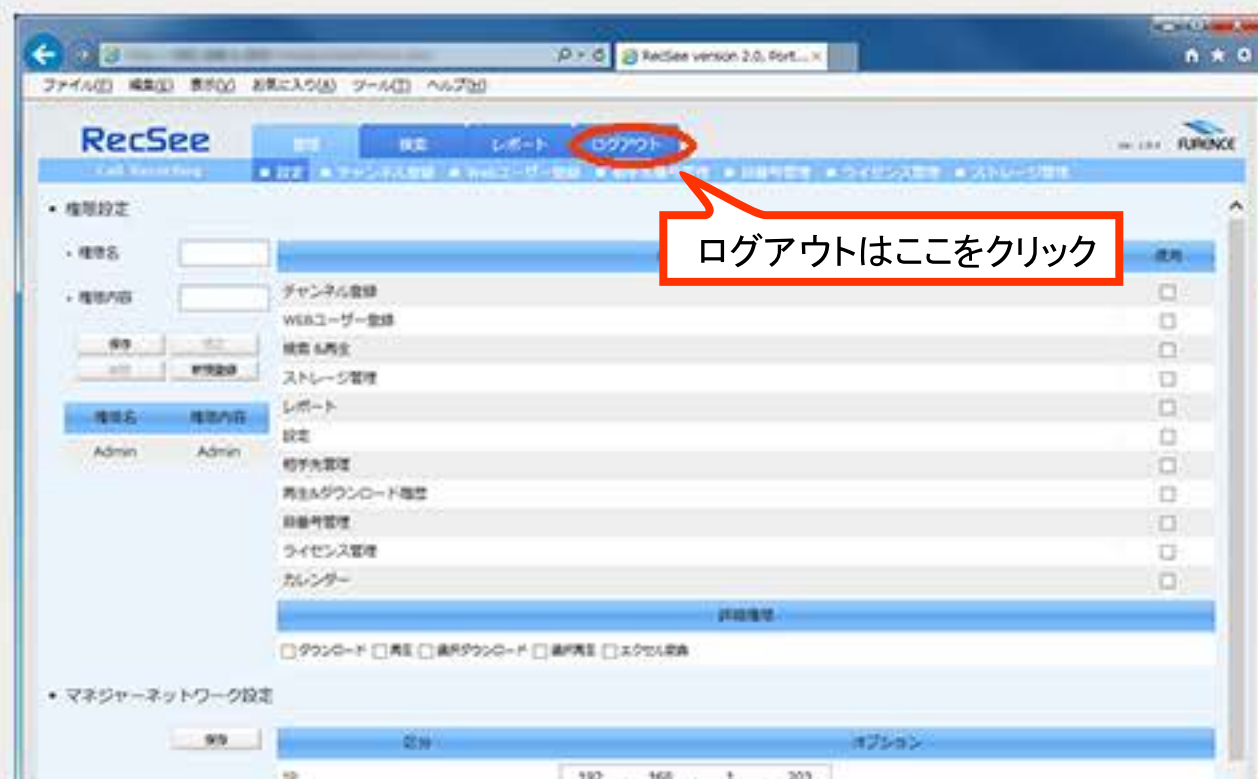 RecSee version 2.0, Port...
ファイル(F) 編集(E) 表示(V) お気に入り(A) ツール(T) ヘルプ(H)
RecSee
管理 検索 レポート ログアウト
FURENCE
Call Recording
設定 チャンネル登録 Webユーザー登録 ライセンス管理 ストレージ管理
ログアウトはここをクリック
権限設定
権限名
権限内容
使用
チャンネル登録
WEBユーザー登録
検索&再生
ストレージ管理
レポート
設定
相手先管理
再生&ダウンロード履歴
ライセンス管理
カレンダー
保存
新規登録
権限名 権限内容
Admin Admin
詳細権限
ダウンロード 再生 選択ダウンロード 選択再生 エクセル変換
マネジャーネットワーク設定
保存
区分 オプション
IP 192 . 168 . 1 . 203